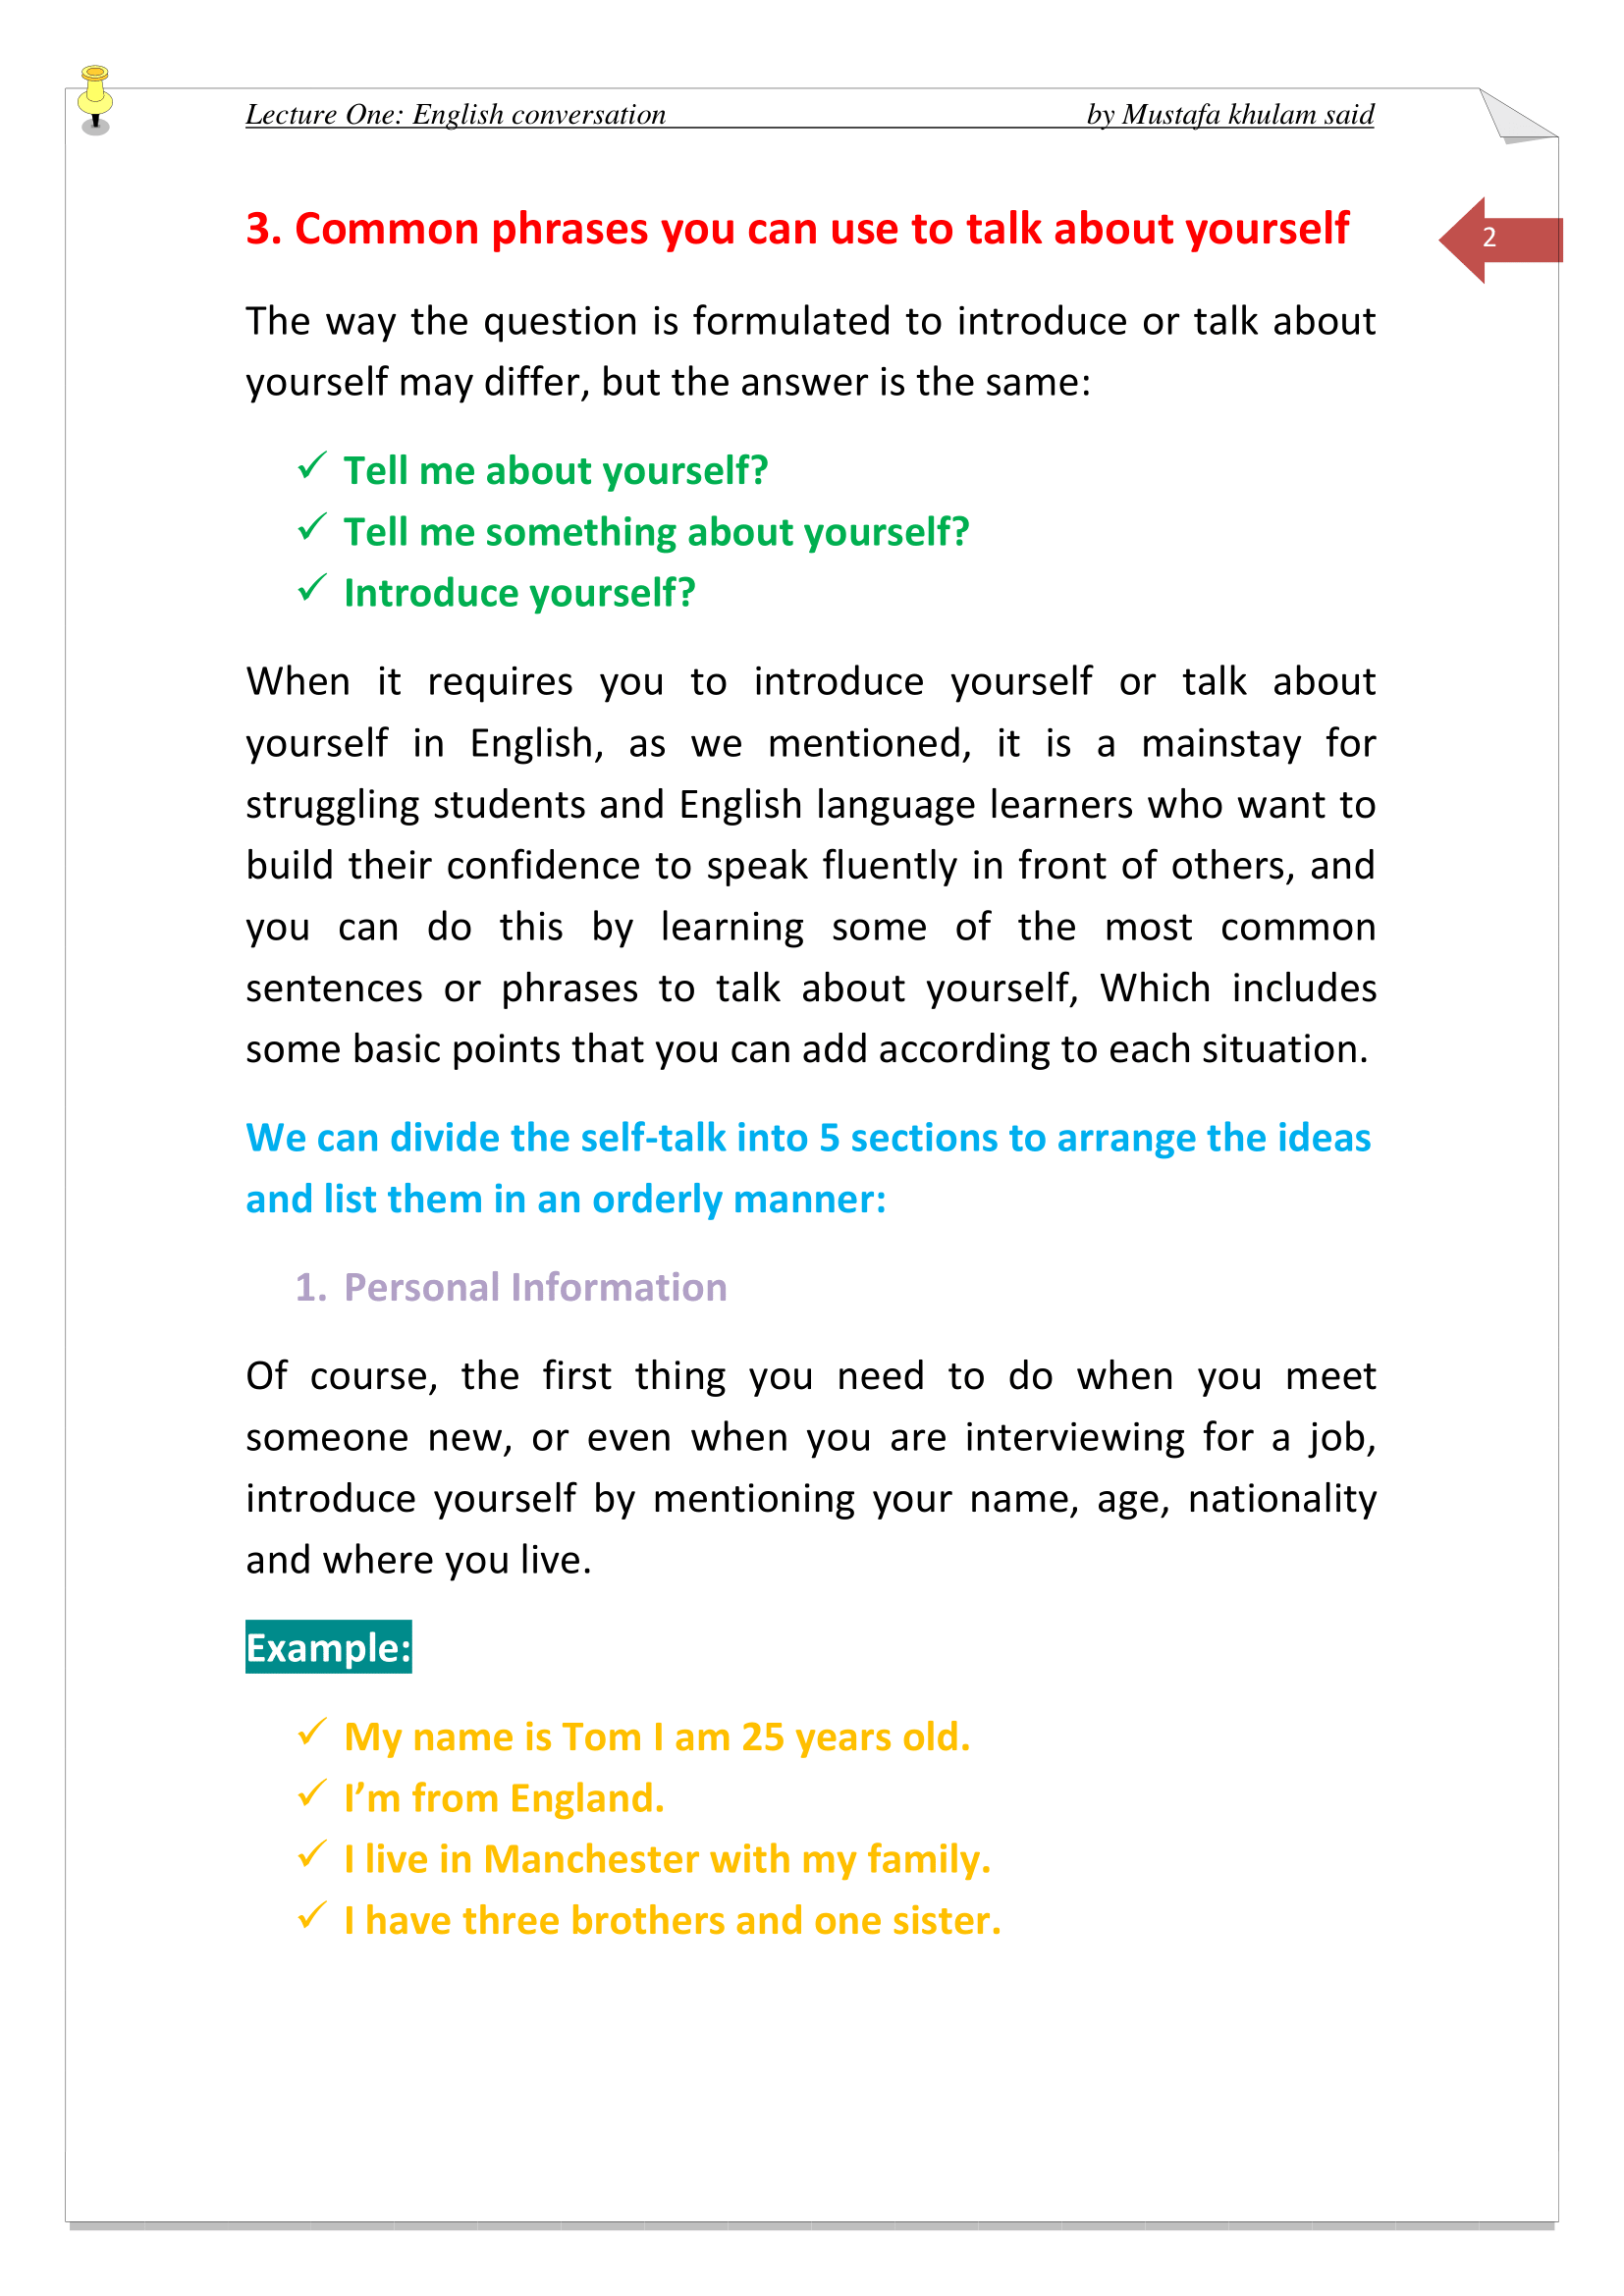 Lecture One: English conversation by Mustafa khulam said
3. Common phrases you can use to talk about yourself
2
The way the question is formulated to introduce or talk about
yourself may differ, but the answer is the same:
✓ Tell me about yourself?
✓ Tell me something about yourself?
✓ Introduce yourself?
When it requires you to introduce yourself or talk about
yourself in English, as we mentioned, it is a mainstay for
struggling students and English language learners who want to
build their confidence to speak fluently in front of others, and
you can do this by learning some of the most common
sentences or phrases to talk about yourself, Which includes
some basic points that you can add according to each situation.
We can divide the self-talk into 5 sections to arrange the ideas
and list them in an orderly manner:
1. Personal Information
Of course, the first thing you need to do when you meet
someone new, or even when you are interviewing for a job,
introduce yourself by mentioning your name, age, nationality
and where you live.
Example:
✓ My name is Tom I am 25 years old.
✓ I’m from England.
✓ I live in Manchester with my family.
✓ I have three brothers and one sister.